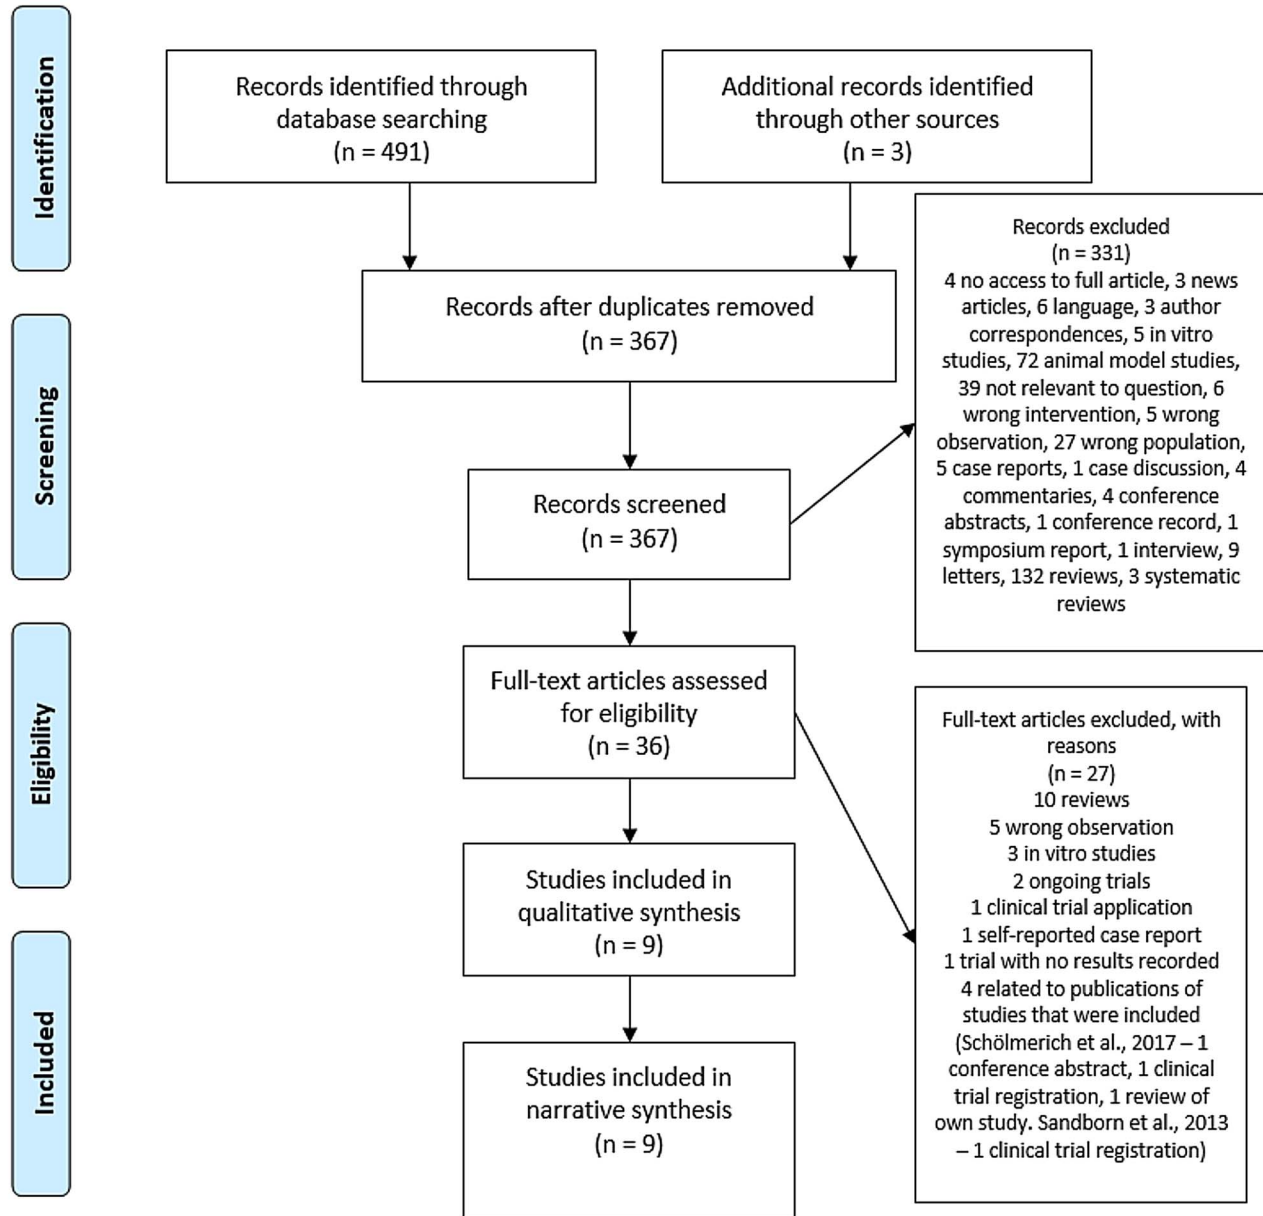 Identification
Records identified through
database searching
(n = 491)
Additional records identified
through other sources
(n = 3)
Records after duplicates removed
(n = 367)
Screening
Records screened
(n = 367)
Records excluded
(n = 331)
4 no access to full article, 3 news
articles, 6 language, 3 author
correspondences, 5 in vitro
studies, 72 animal model studies,
39 not relevant to question, 6
wrong intervention, 5 wrong
observation, 27 wrong population,
5 case reports, 1 case discussion, 4
commentaries, 4 conference
abstracts, 1 conference record, 1
symposium report, 1 interview, 9
letters, 132 reviews, 3 systematic
reviews
Eligibility
Full-text articles assessed
for eligibility
(n = 36)
Full-text articles excluded, with
reasons
(n = 27)
10 reviews
5 wrong observation
3 in vitro studies
2 ongoing trials
1 clinical trial application
1 self-reported case report
1 trial with no results recorded
4 related to publications of
studies that were included
(Schölmerich et al., 2017 – 1
conference abstract, 1 clinical
trial registration, 1 review of
own study. Sandborn et al., 2013
– 1 clinical trial registration)
Studies included in
qualitative synthesis
(n = 9)
Included
Studies included in
narrative synthesis
(n = 9)